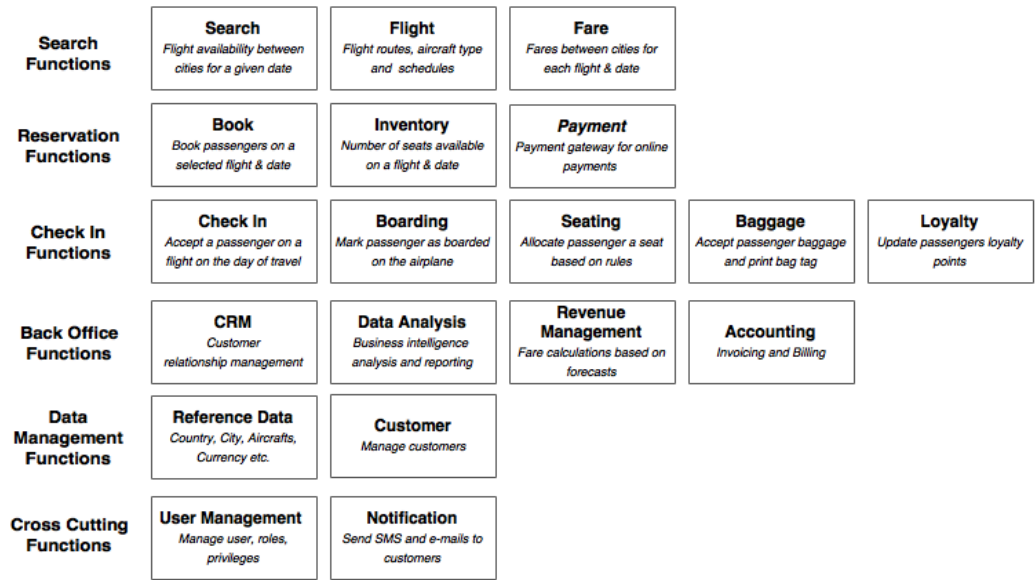 Search
Functions
Search
Flight availability between
cities for a given date
Flight
Flight routes, aircraft type
and schedules
Fare
Fares between cities for
each flight & date
Reservation
Functions
Book
Book passengers on a
selected flight & date
Inventory
Number of seats available
on a flight & date
Payment
Payment gateway for online
payments
Check In
Functions
Check In
Accept a passenger on a
flight on the day of travel
Boarding
Mark passenger as boarded
on the airplane
Seating
Allocate passenger a seat
based on rules
Baggage
Accept passenger baggage
and print bag tag
Loyalty
Update passengers loyalty
points
Back Office
Functions
CRM
Customer
relationship management
Data Analysis
Business intelligence
analysis and reporting
Revenue
Management
Fare calculations based on
forecasts
Accounting
Invoicing and Billing
Data
Management
Functions
Reference Data
Country, City, Aircrafts,
Currency etc.
Customer
Manage customers
Cross Cutting
Functions
User Management
Manage user, roles,
privileges
Notification
Send SMS and e-mails to
customers